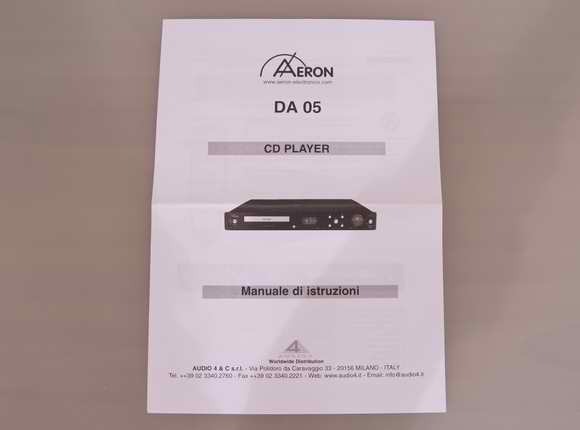 AERON
www.aeron-electronics.com
DA 05
CD PLAYER
Manuale di istruzioni
4
AUDIO4
Worldwide Distribution
AUDIO 4 & C s.r.l. - Via Polidoro da Caravaggio 33 - 20156 MILANO - ITALY
Tel. ++39 02 3340.2760 - Fax ++39 02 3340.2221 - Web: www.audio4.it - Email: info@audio4.it